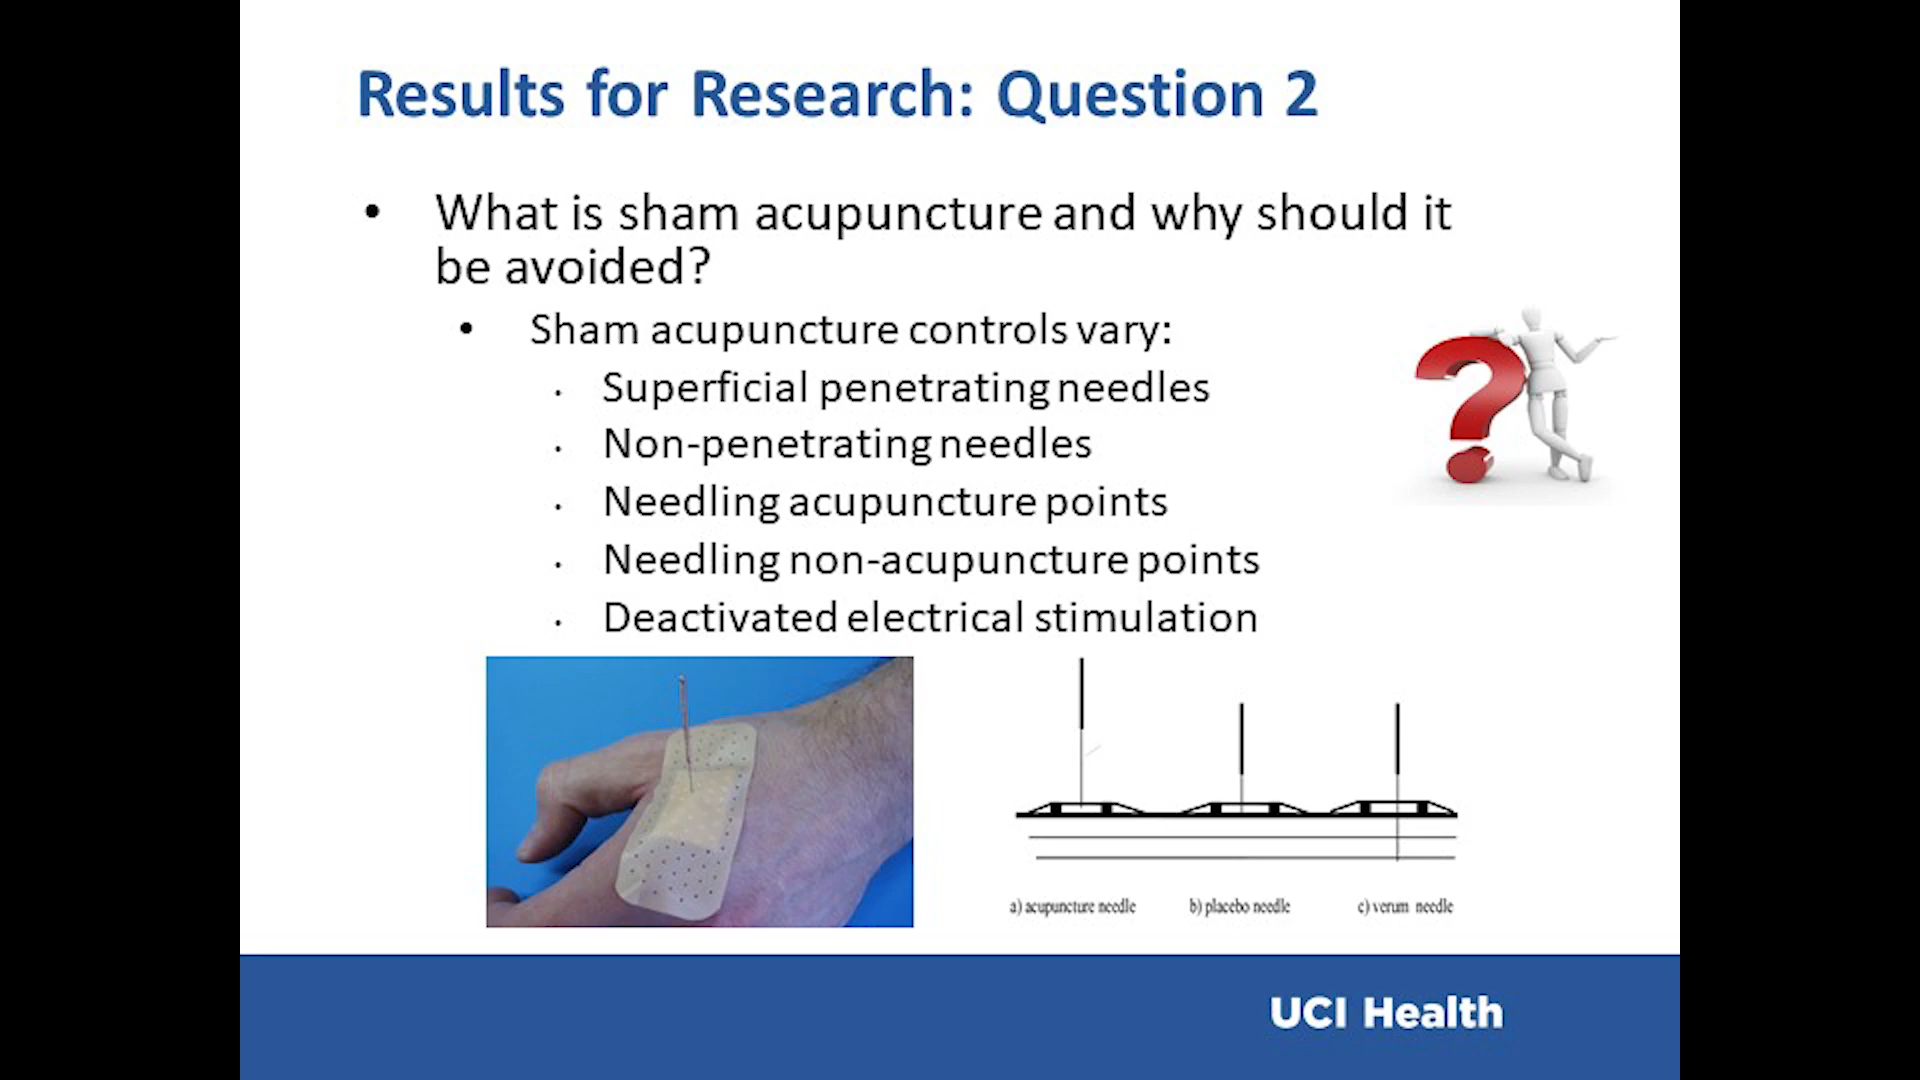 Results for Research: Question 2
• What is sham acupuncture and why should it
be avoided?
• Sham acupuncture controls vary:
• Superficial penetrating needles
• Non-penetrating needles
• Needling acupuncture points
• Needling non-acupuncture points
• Deactivated electrical stimulation
?
a) acupuncture needle b) placebo needle c) verum needle
UCI Health